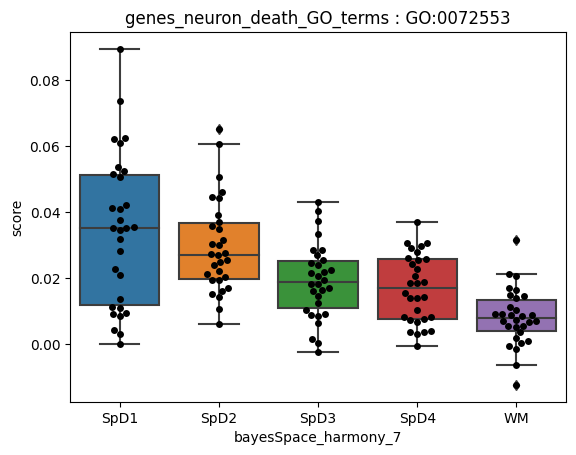 genes_neuron_death_GO_terms : GO:0072553
0.08
0.06
0.04
0.02
0.00
score
SpD1 SpD2 SpD3 SpD4 WM
bayesSpace_harmony_7